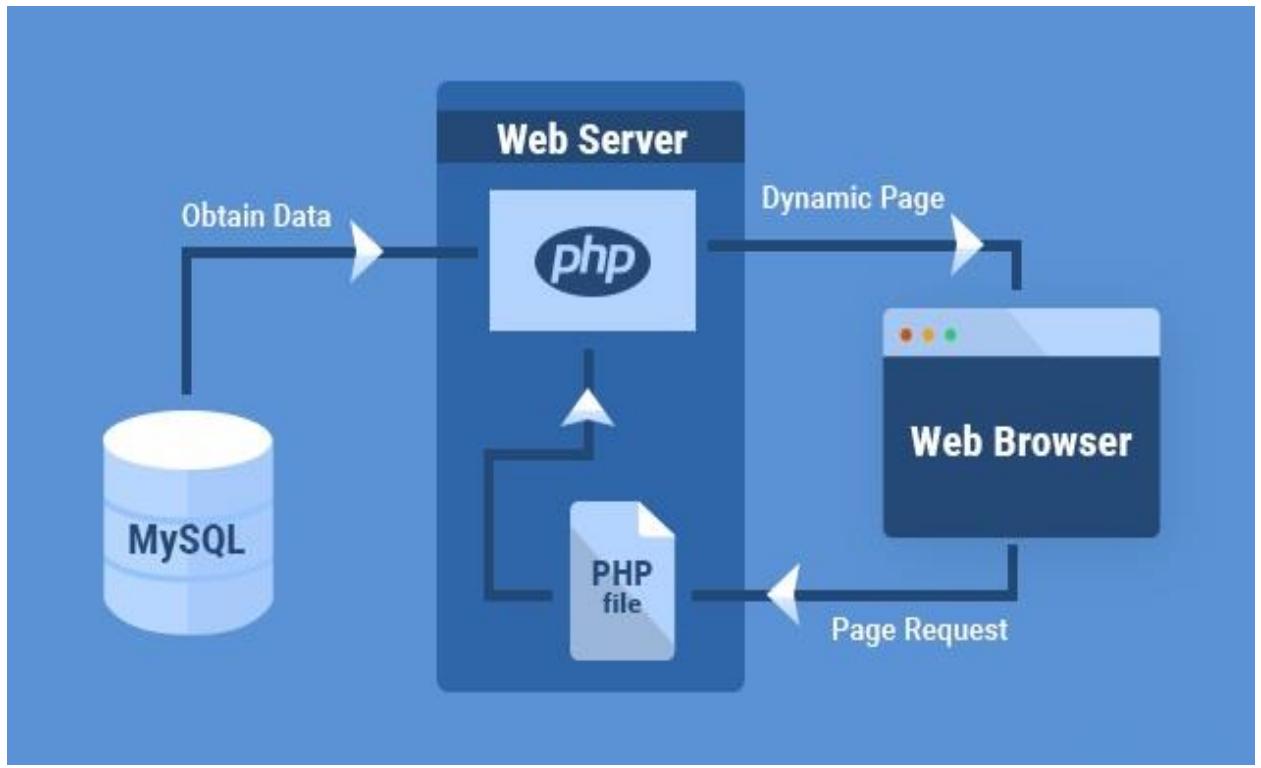 Web Server
Obtain Data
Dynamic Page
php
MySQL
Web Browser
PHP
file
Page Request